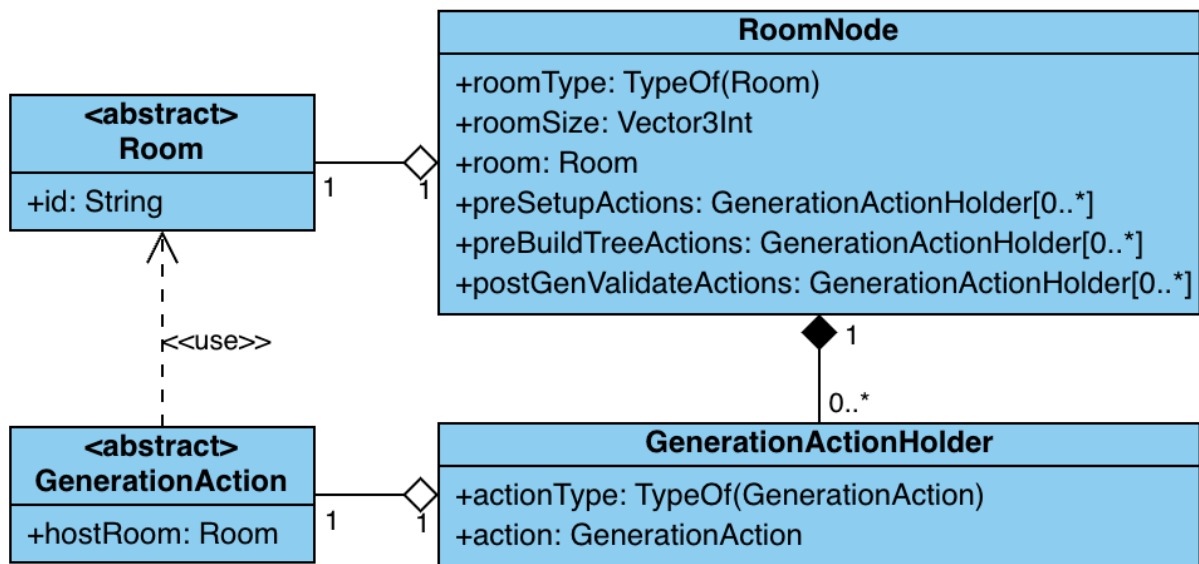 RoomNode
+roomType: TypeOf(Room)
+roomSize: Vector3Int
+room: Room
+preSetupActions: GenerationActionHolder[0..*]
+preBuildTreeActions: GenerationActionHolder[0..*]
+postGenValidateActions: GenerationActionHolder[0..*]
<abstract>
Room
+id: String
1
1
<<use>>
1
0..*
<abstract>
GenerationAction
+hostRoom: Room
1
1
GenerationActionHolder
+actionType: TypeOf(GenerationAction)
+action: GenerationAction